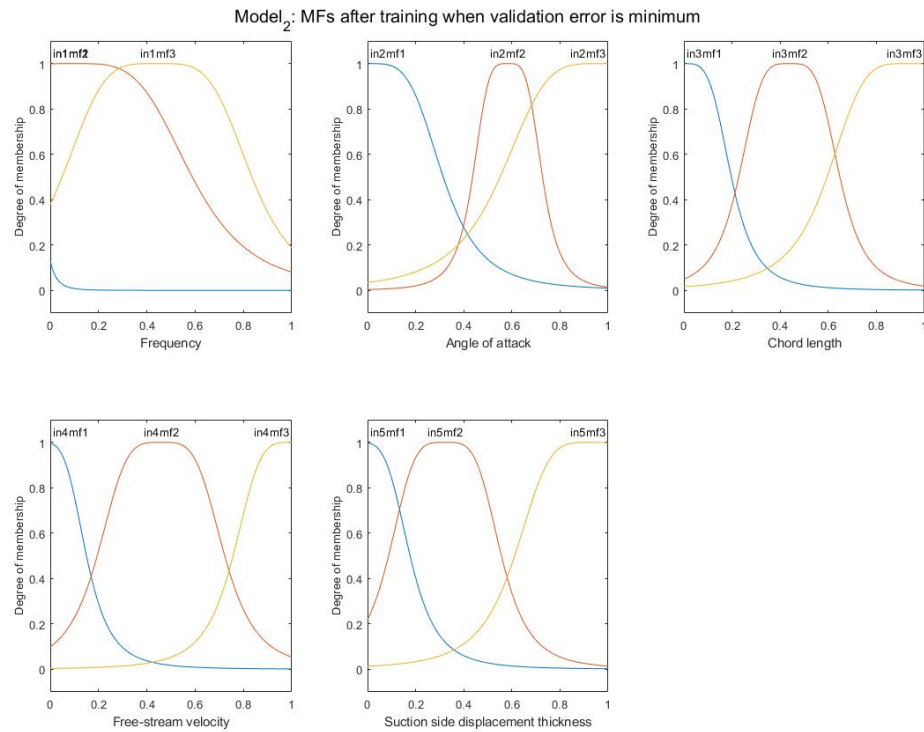 Model2: MFs after training when validation error is minimum
in1mf2 in1mf3
1
0.8
0.6
0.4
0.2
0
Degree of membership
0 0.2 0.4 0.6 0.8 1
Frequency
in2mf1 in2mf2 in2mf3
1
0.8
0.6
0.4
0.2
0
Degree of membership
0 0.2 0.4 0.6 0.8 1
Angle of attack
in3mf1 in3mf2 in3mf3
1
0.8
0.6
0.4
0.2
0
Degree of membership
0 0.2 0.4 0.6 0.8 1
Chord length
in4mf1 in4mf2 in4mf3
1
0.8
0.6
0.4
0.2
0
Degree of membership
0 0.2 0.4 0.6 0.8 1
Free-stream velocity
in5mf1 in5mf2 in5mf3
1
0.8
0.6
0.4
0.2
0
Degree of membership
0 0.2 0.4 0.6 0.8 1
Suction side displacement thickness